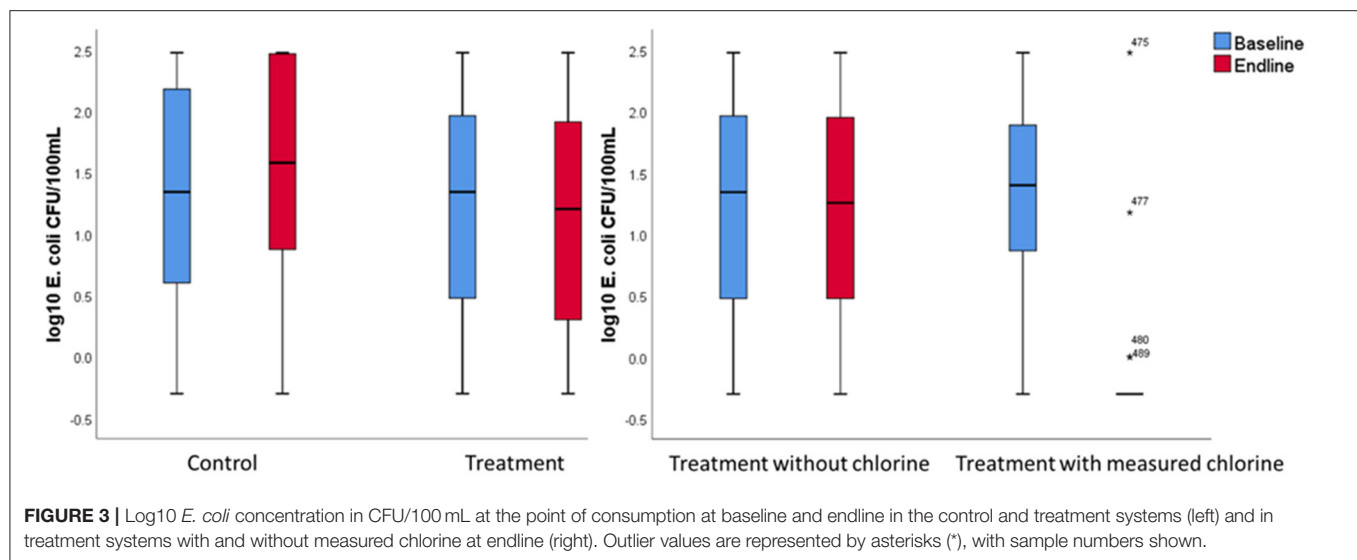 log10 E. coli CFU/100mL
2.5
2.0
1.5
1.0
0.5
0.0
-0.5
Control
Treatment
log10 E. coli CFU/100mL
2.5
2.0
1.5
1.0
0.5
0.0
-0.5
*475
*477
480
*489
Treatment without chlorine
Treatment with measured chlorine
Baseline
Endline
FIGURE 3 | Log10 E. coli concentration in CFU/100 mL at the point of consumption at baseline and endline in the control and treatment systems (left) and in
treatment systems with and without measured chlorine at endline (right). Outlier values are represented by asterisks (*), with sample numbers shown.